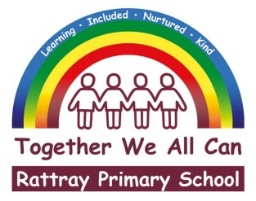 Learning · Included · Nurtured · Kind
Together We All Can
Rattray Primary School